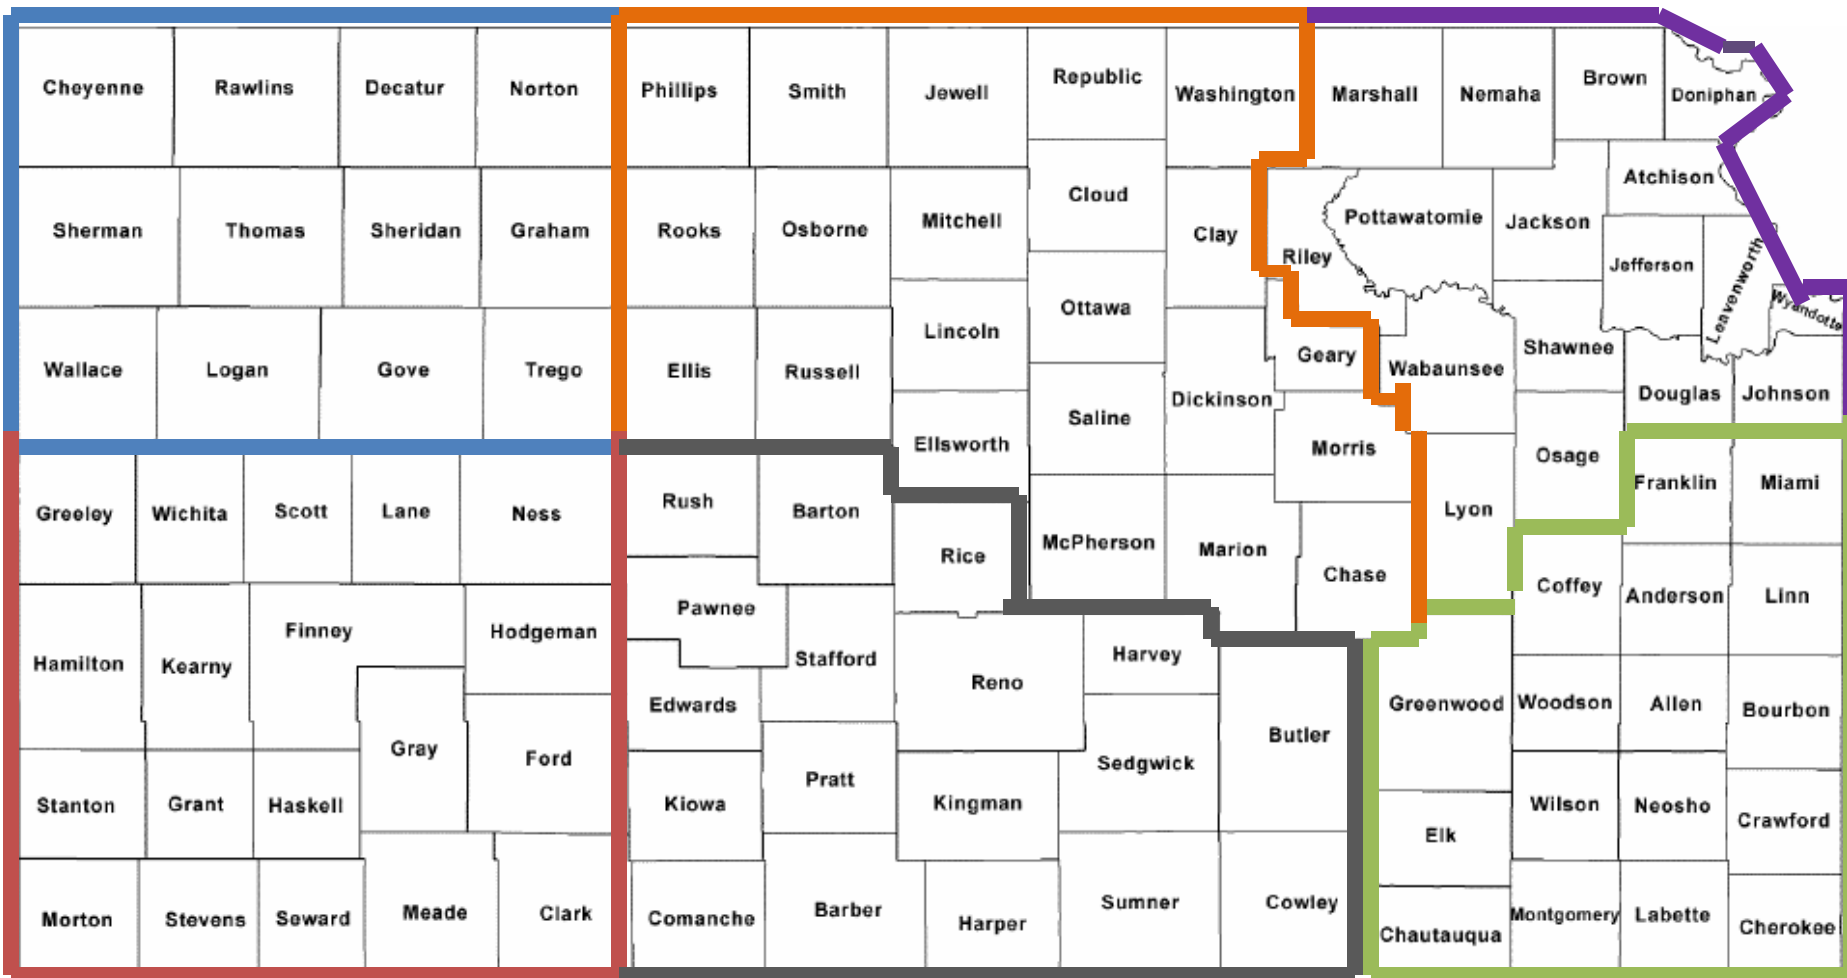 Cheyenne
Rawlins
Decatur
Norton
Phillips
Smith
Jewell
Republic
Washington
Marshall
Nemaha
Brown
Doniphan
Sherman
Thomas
Sheridan
Graham
Rooks
Osborne
Mitchell
Cloud
Clay
Riley
Pottawatomie
Jackson
Atchison
Jefferson
Leavenworth
Wyandotte
Wallace
Logan
Gove
Trego
Ellis
Russell
Lincoln
Ottawa
Saline
Dickinson
Geary
Wabaunsee
Shawnee
Douglas
Johnson
Ellsworth
Morris
Osage
Franklin
Miami
Greeley
Wichita
Scott
Lane
Ness
Rush
Barton
Rice
McPherson
Marion
Chase
Lyon
Coffey
Anderson
Linn
Hamilton
Kearny
Finney
Hodgeman
Pawnee
Stafford
Edwards
Reno
Harvey
Butler
Greenwood
Woodson
Allen
Bourbon
Gray
Ford
Stanton
Grant
Haskell
Kiowa
Pratt
Kingman
Sedgwick
Elk
Wilson
Neosho
Crawford
Morton
Stevens
Seward
Meade
Clark
Comanche
Barber
Harper
Sumner
Cowley
Chautauqua
Montgomery
Labette
Cherokee